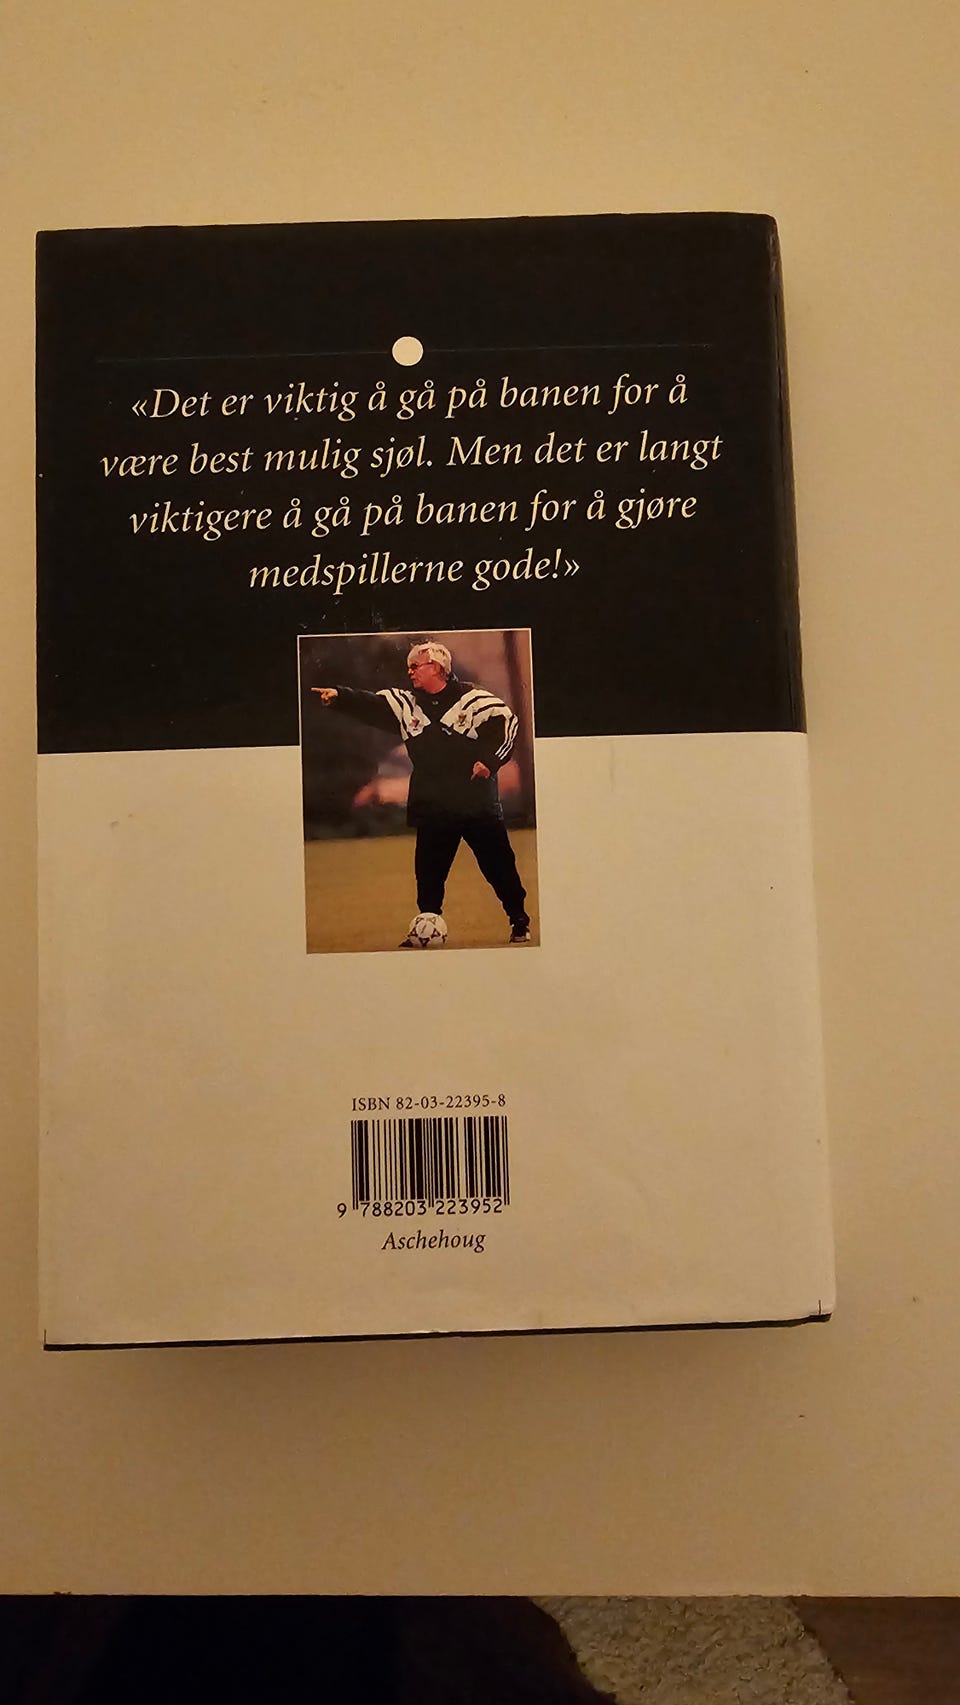 «Det er viktig å gå på banen for å
være best mulig sjøl. Men det er langt
viktigere å gå på banen for å gjøre
medspillerne gode!»
ISBN 82-03-22395-8
9 788203 223952
Aschehoug